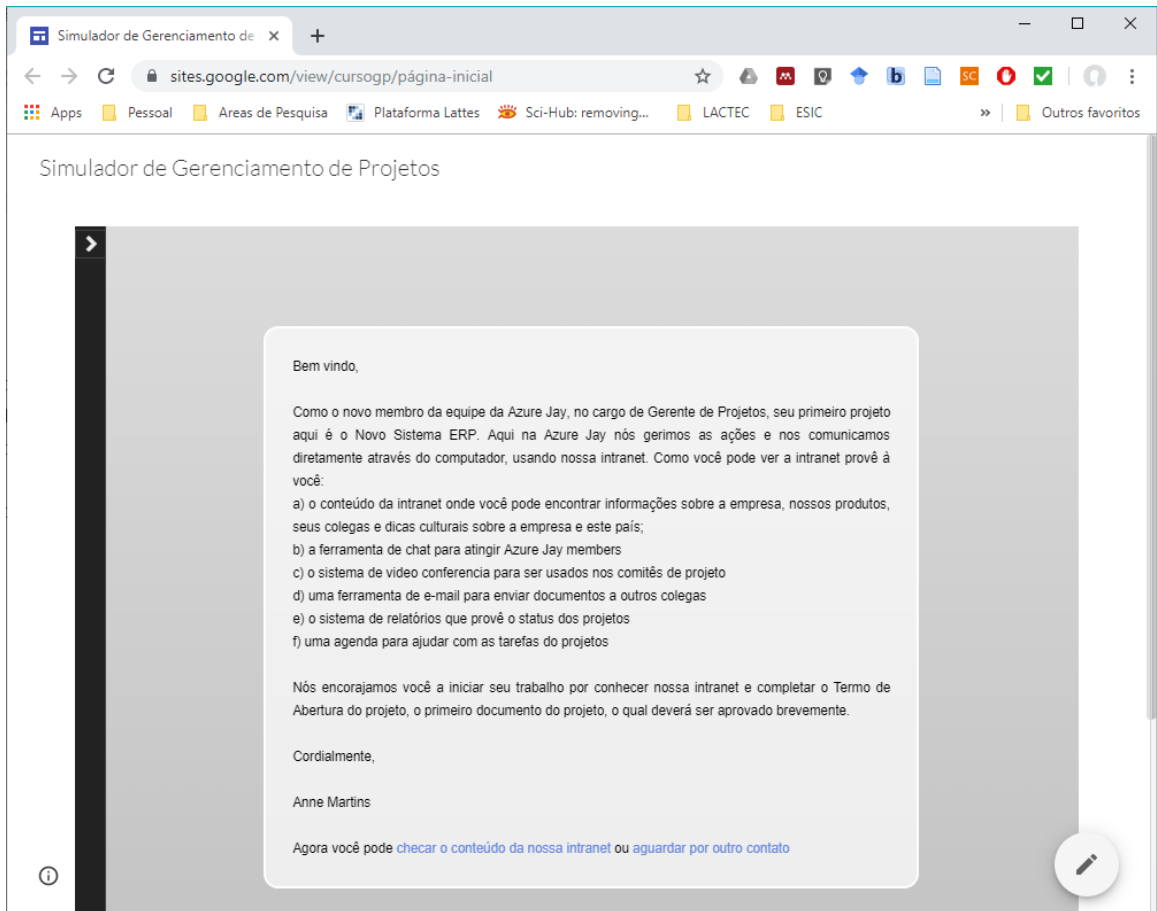 Simulador de Gerenciamento de
sites.google.com/view/cursogp/página-inicial
SC
b
Apps Pessoal Areas de Pesquisa Plataforma Lattes Sci-Hub: removing... LACTEC ESIC » Outros favoritos
Simulador de Gerenciamento de Projetos
Bem vindo,
Como o novo membro da equipe da Azure Jay, no cargo de Gerente de Projetos, seu primeiro projeto
aqui é o Novo Sistema ERP. Aqui na Azure Jay nós gerimos as ações e nos comunicamos
diretamente através do computador, usando nossa intranet. Como você pode ver a intranet provê à
você:
a) o conteúdo da intranet onde você pode encontrar informações sobre a empresa, nossos produtos,
seus colegas e dicas culturais sobre a empresa e este país;
b) a ferramenta de chat para atingir Azure Jay members
c) o sistema de video conferencia para ser usados nos comitês de projeto
d) uma ferramenta de e-mail para enviar documentos a outros colegas
e) o sistema de relatórios que provê o status dos projetos
f) uma agenda para ajudar com as tarefas do projetos
Nós encorajamos você a iniciar seu trabalho por conhecer nossa intranet e completar o Termo de
Abertura do projeto, o primeiro documento do projeto, o qual deverá ser aprovado brevemente.
Cordialmente,
Anne Martins
Agora você pode checar o conteúdo da nossa intranet ou aguardar por outro contato